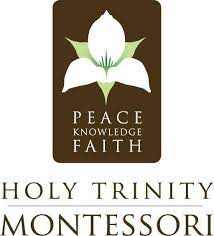 PEACE
KNOWLEDGE
FAITH
HOLY TRINITY
MONTESSORI